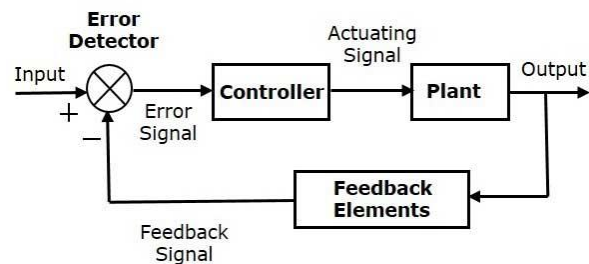 Error
Detector
Actuating
Signal
Input
Output
+
Controller
Plant
Error
Signal
−
Feedback
Elements
Feedback
Signal